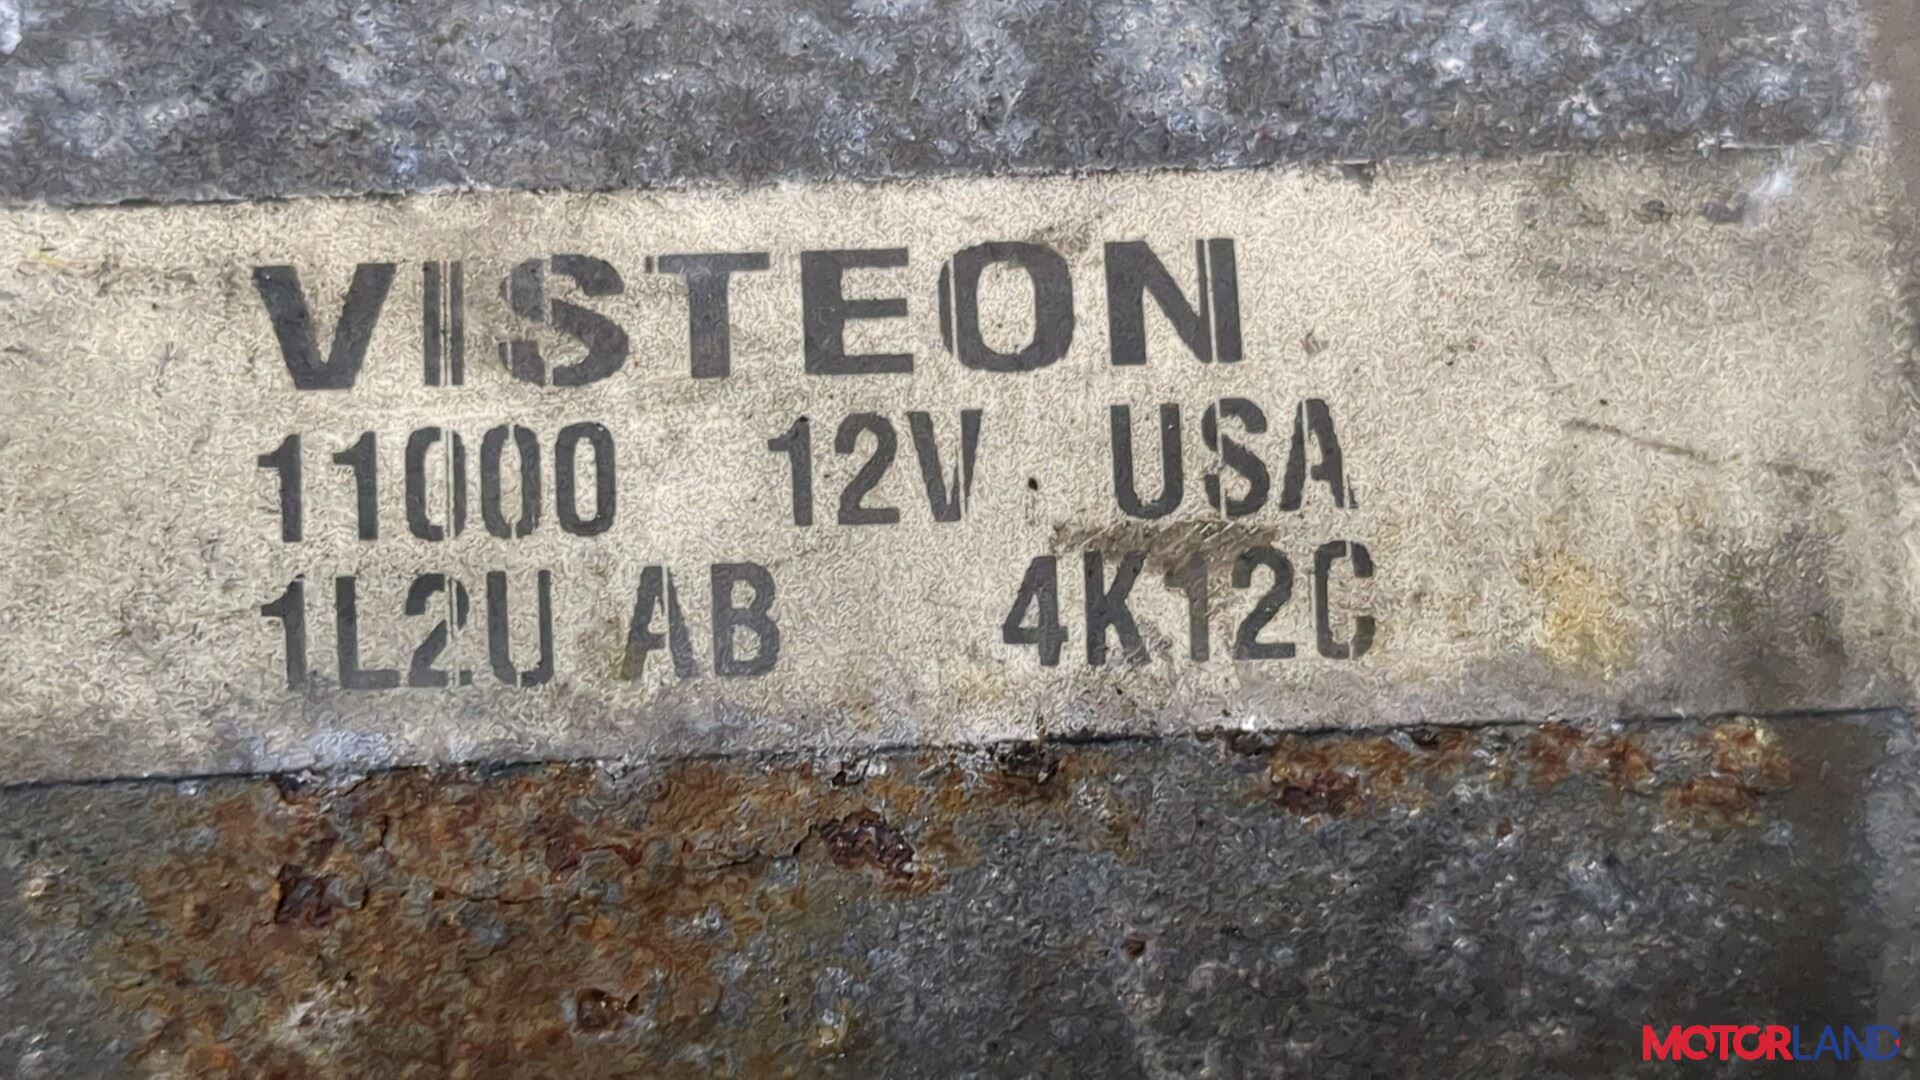 VISTEON
11000 12V USA
1L2U AB 4K12C
MOTORLAND